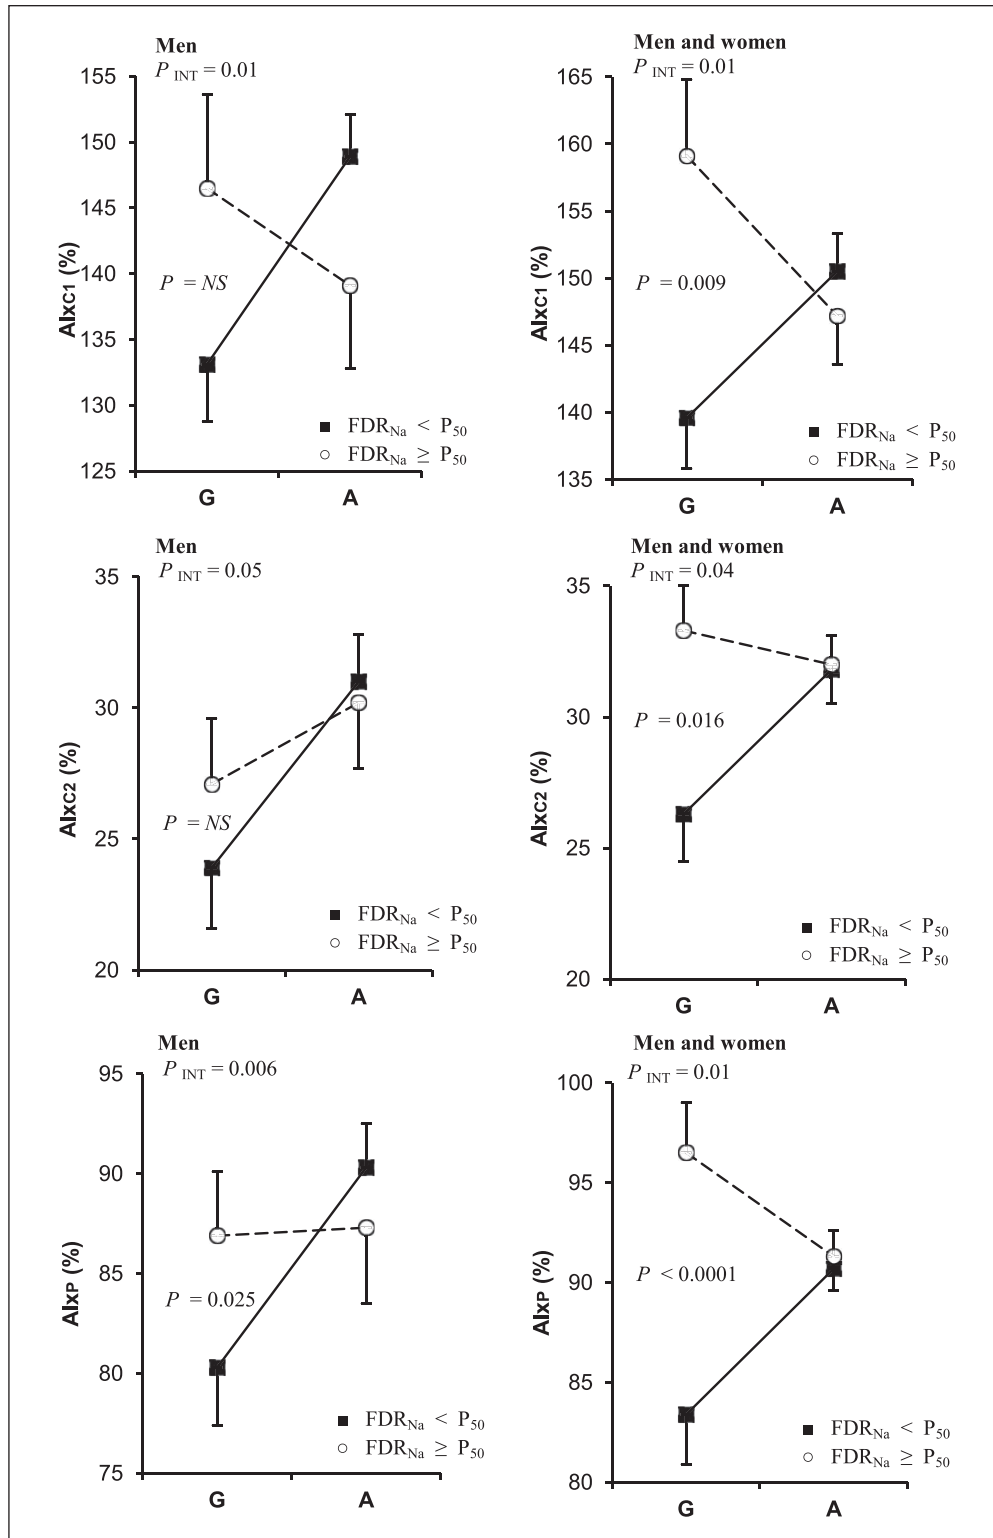 Men
P INT = 0.01
155
150
145
140
135
130
125
AIxC1 (%)
P = NS
■ FDRNa < P50
○ FDRNa ≥ P50
G A
Men and women
P INT = 0.01
165
160
155
150
145
140
135
AIxC1 (%)
P = 0.009
■ FDRNa < P50
○ FDRNa ≥ P50
G A
Men
P INT = 0.05
35
30
25
20
AIxC2 (%)
P = NS
■ FDRNa < P50
○ FDRNa ≥ P50
G A
Men and women
P INT = 0.04
35
31
25
20
AIxC2 (%)
P = 0.016
■ FDRNa < P50
○ FDRNa ≥ P50
G A
Men
P INT = 0.006
95
90
85
80
75
AIxP (%)
P = 0.025
■ FDRNa < P50
○ FDRNa ≥ P50
G A
Men and women
P INT = 0.01
100
95
90
85
80
AIxP (%)
P < 0.0001
■ FDRNa < P50
○ FDRNa ≥ P50
G A